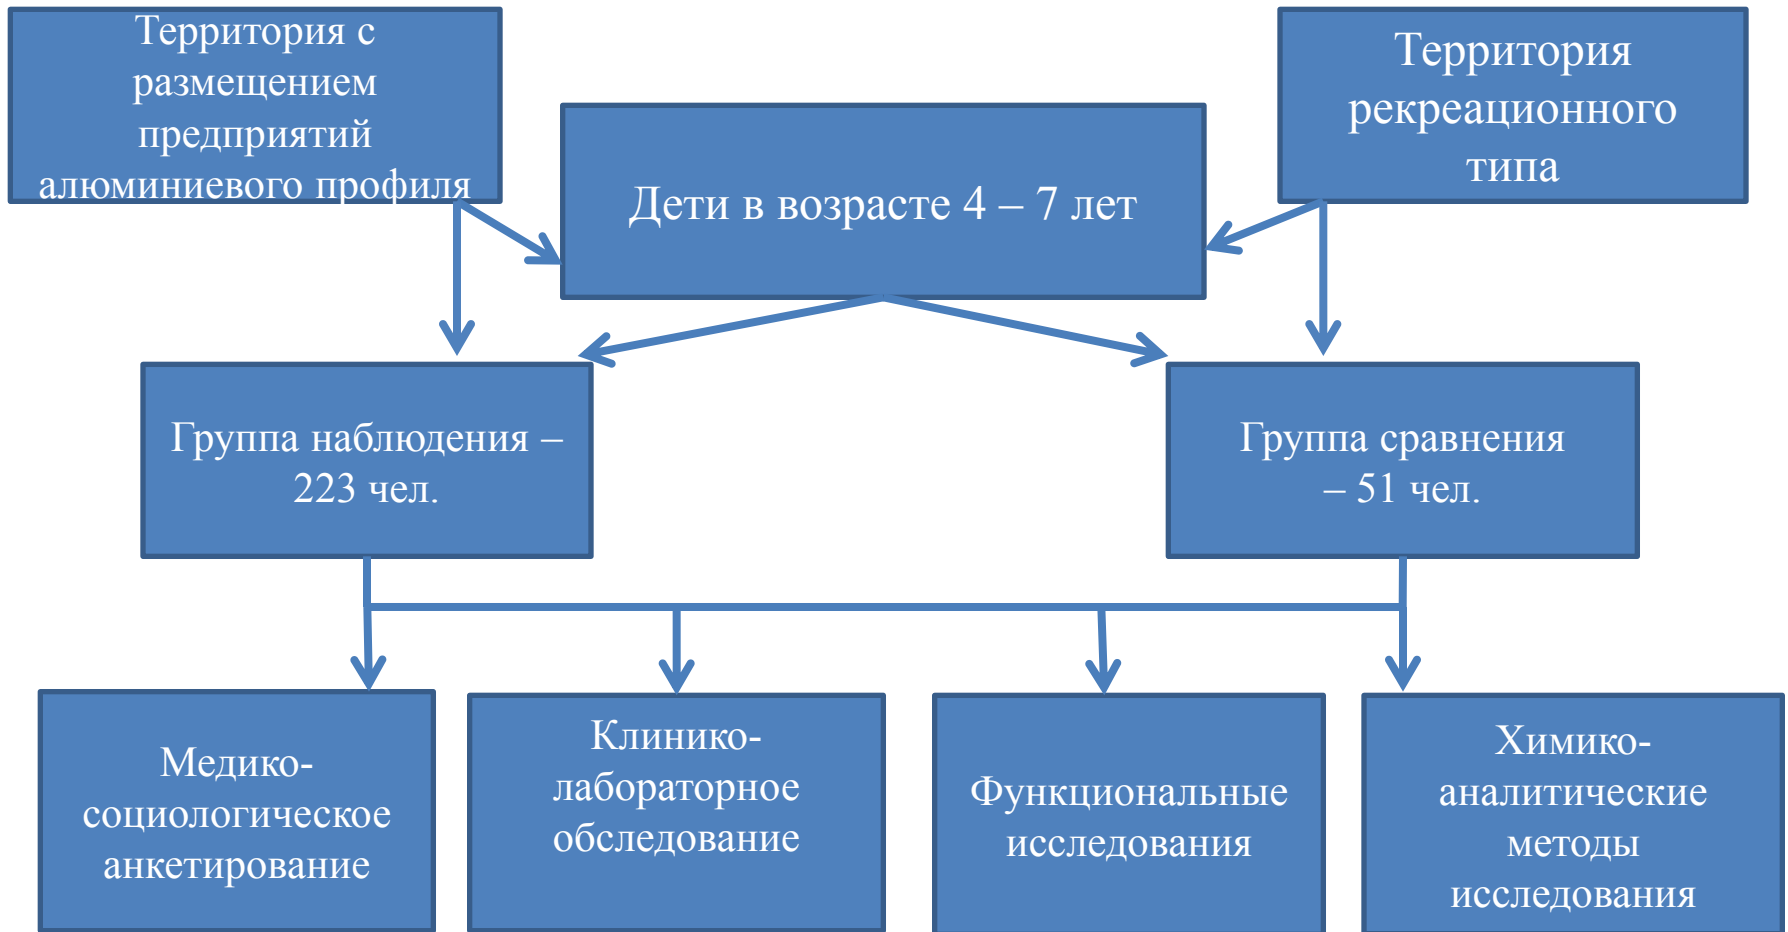 Территория с
размещением
предприятий
алюминиевого профиля
Дети в возрасте 4 – 7 лет
Территория
рекреационного
типа
Группа наблюдения –
223 чел.
Группа сравнения
– 51 чел.
Медико-
социологическое
анкетирование
Клинико-
лабораторное
обследование
Функциональные
исследования
Химико-
аналитические
методы
исследования